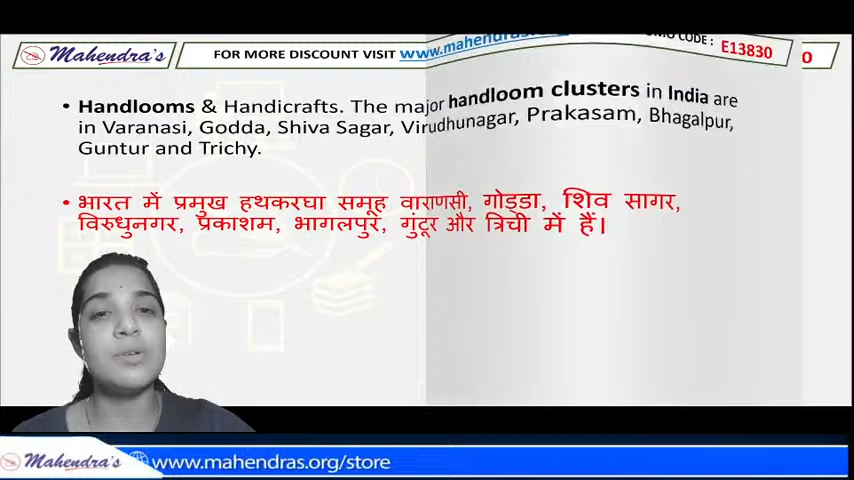 Mahendra's
FOR MORE DISCOUNT VISIT www.mahendras.org CODE : E13830
• Handlooms & Handicrafts. The major handloom clusters in India are
in Varanasi, Godda, Shiva Sagar, Virudhunagar, Prakasam, Bhagalpur,
Guntur and Trichy.
• भारत में प्रमुख हथकरघा समूह वाराणसी, गोड्डा, शिव सागर,
विरुधुनगर, प्रकाशम, भागलपुर, गुंटूर और त्रिची में हैं।
Mahendra's www.mahendras.org/store